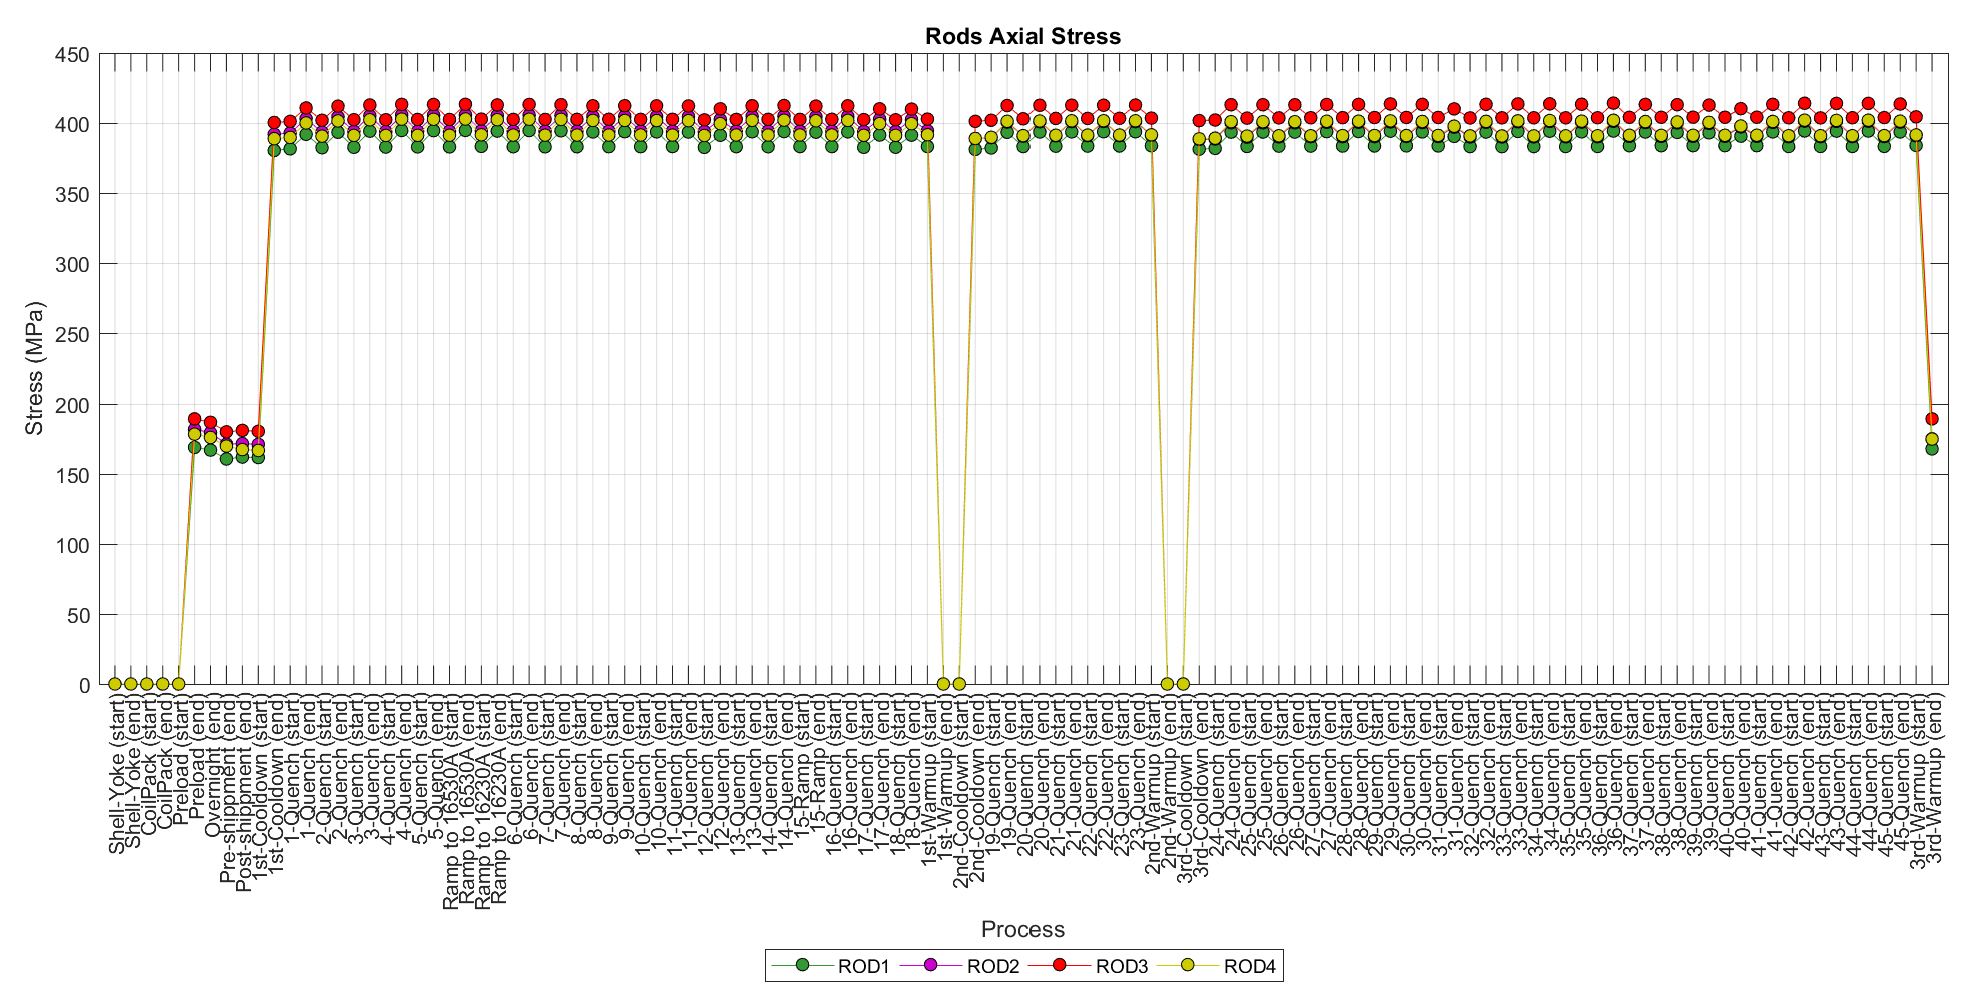 Rods Axial Stress
450
400
350
300
250
200
150
100
50
0
Stress (MPa)
Shell-Yoke (start)
Shell-Yoke (end)
CoilPack (start)
CoilPack (end)
Preload (start)
Preload (end)
Overnight (end)
Pre-shippment (end)
Post-shippment (end)
1st-Cooldown (start)
1st-Cooldown (end)
1-Quench (start)
1-Quench (end)
2-Quench (start)
2-Quench (end)
3-Quench (start)
3-Quench (end)
4-Quench (start)
4-Quench (end)
5-Quench (start)
5-Quench (end)
Ramp to 16530A (start)
Ramp to 16530A (end)
Ramp to 16230A (start)
Ramp to 16230A (end)
6-Quench (start)
6-Quench (end)
7-Quench (start)
7-Quench (end)
8-Quench (start)
8-Quench (end)
9-Quench (start)
9-Quench (end)
10-Quench (start)
10-Quench (end)
11-Quench (start)
11-Quench (end)
12-Quench (start)
12-Quench (end)
13-Quench (start)
13-Quench (end)
14-Quench (start)
14-Quench (end)
15-Ramp (start)
15-Ramp (end)
16-Quench (start)
16-Quench (end)
17-Quench (start)
17-Quench (end)
18-Quench (start)
18-Quench (end)
1st-Warmup (start)
1st-Warmup (end)
2nd-Cooldown (start)
2nd-Cooldown (end)
19-Quench (start)
19-Quench (end)
20-Quench (start)
20-Quench (end)
21-Quench (start)
21-Quench (end)
22-Quench (start)
22-Quench (end)
23-Quench (start)
23-Quench (end)
2nd-Warmup (start)
2nd-Warmup (end)
3rd-Cooldown (start)
3rd-Cooldown (end)
24-Quench (start)
24-Quench (end)
25-Quench (start)
25-Quench (end)
26-Quench (start)
26-Quench (end)
27-Quench (start)
27-Quench (end)
28-Quench (start)
28-Quench (end)
29-Quench (start)
29-Quench (end)
30-Quench (start)
30-Quench (end)
31-Quench (start)
31-Quench (end)
32-Quench (start)
32-Quench (end)
33-Quench (start)
33-Quench (end)
34-Quench (start)
34-Quench (end)
35-Quench (start)
35-Quench (end)
36-Quench (start)
36-Quench (end)
37-Quench (start)
37-Quench (end)
38-Quench (start)
38-Quench (end)
39-Quench (start)
39-Quench (end)
40-Quench (start)
40-Quench (end)
41-Quench (start)
41-Quench (end)
42-Quench (start)
42-Quench (end)
43-Quench (start)
43-Quench (end)
44-Quench (start)
44-Quench (end)
45-Quench (start)
45-Quench (end)
3rd-Warmup (start)
3rd-Warmup (end)
Process
ROD1 ROD2 ROD3 ROD4